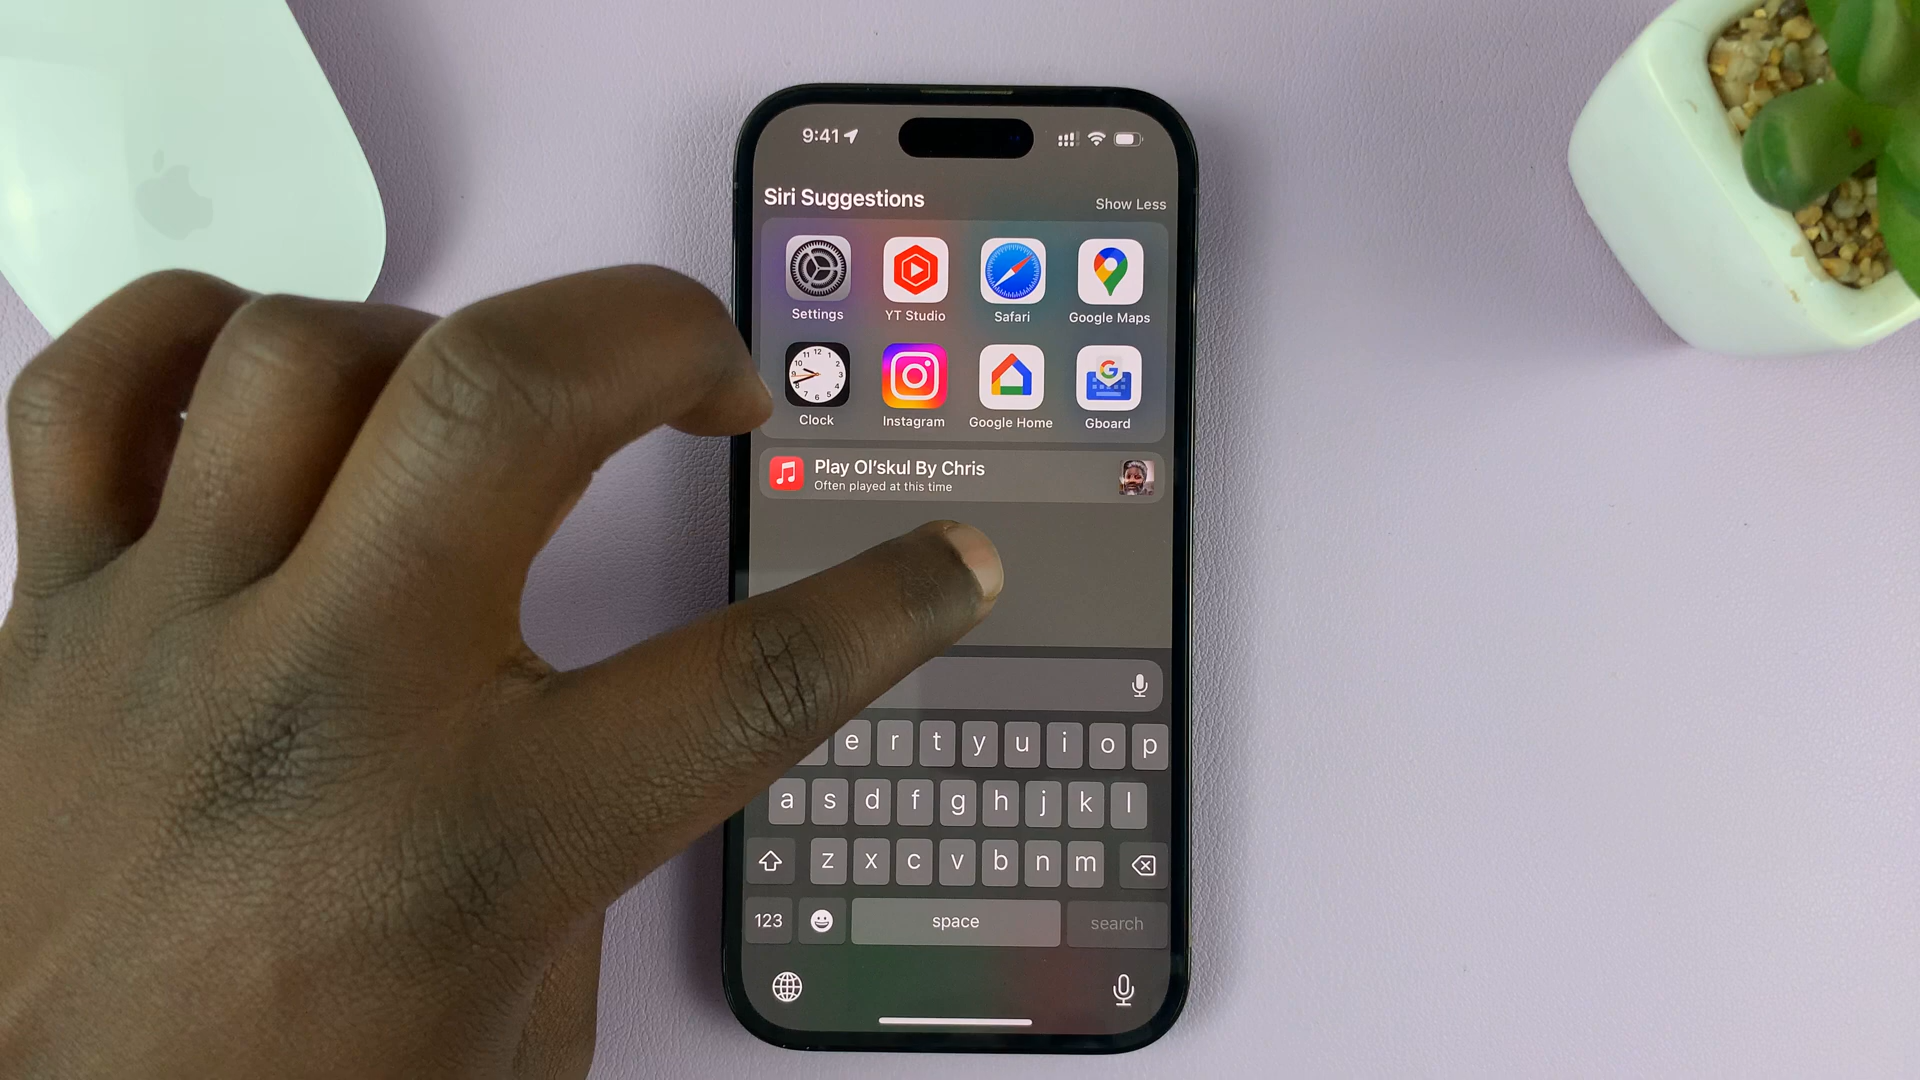 9:41
Siri Suggestions
Show Less
Settings
YT Studio
Safari
Google Maps
Clock
Instagram
Google Home
Gboard
Play Ol'skul By Chris
Often played at this time
e r t y u i o p
a s d f g h j k l
z x c v b n m
123
space
search